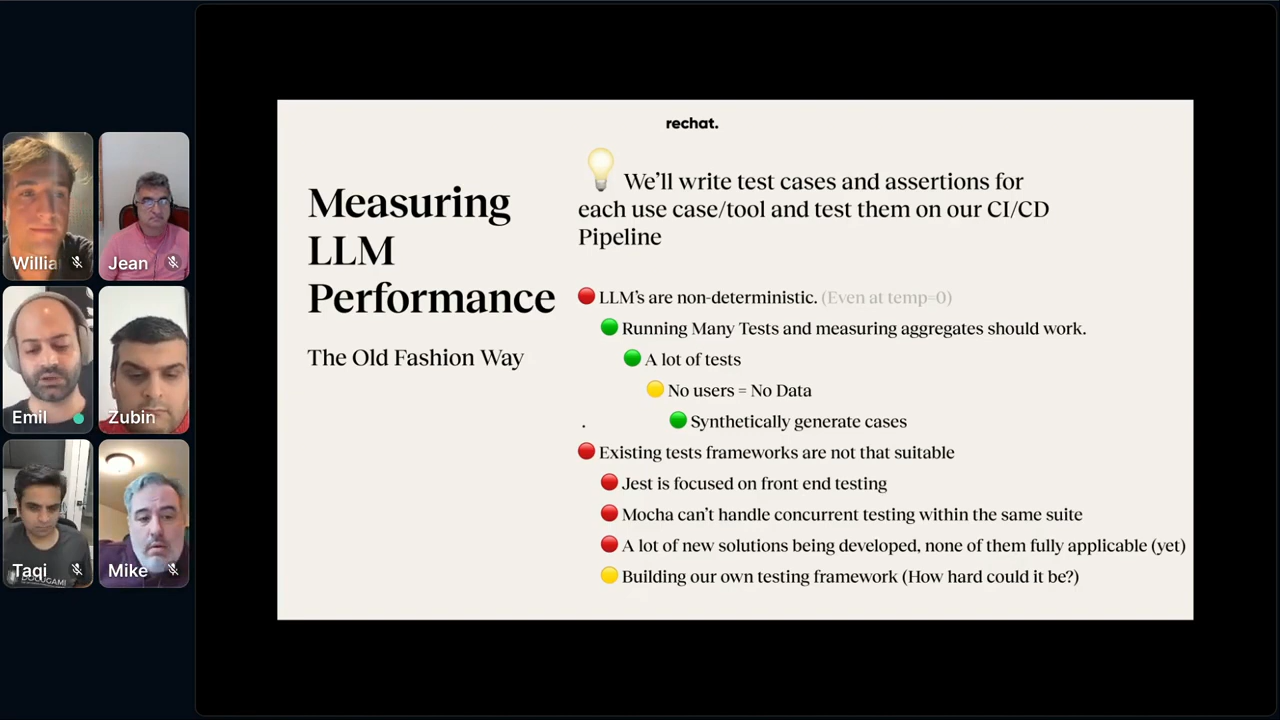 rechat.
Measuring
LLM
Performance
The Old Fashion Way
We'll write test cases and assertions for
each use case/tool and test them on our CI/CD
Pipeline
LLM's are non-deterministic. (Even at temp=0)
Running Many Tests and measuring aggregates should work.
A lot of tests
No users = No Data
. Synthetically generate cases
Existing tests frameworks are not that suitable
Jest is focused on front end testing
Mocha can't handle concurrent testing within the same suite
A lot of new solutions being developed, none of them fully applicable (yet)
Building our own testing framework (How hard could it be?)
Willia
Jean
Emil
Zubin
Taqi
Mike